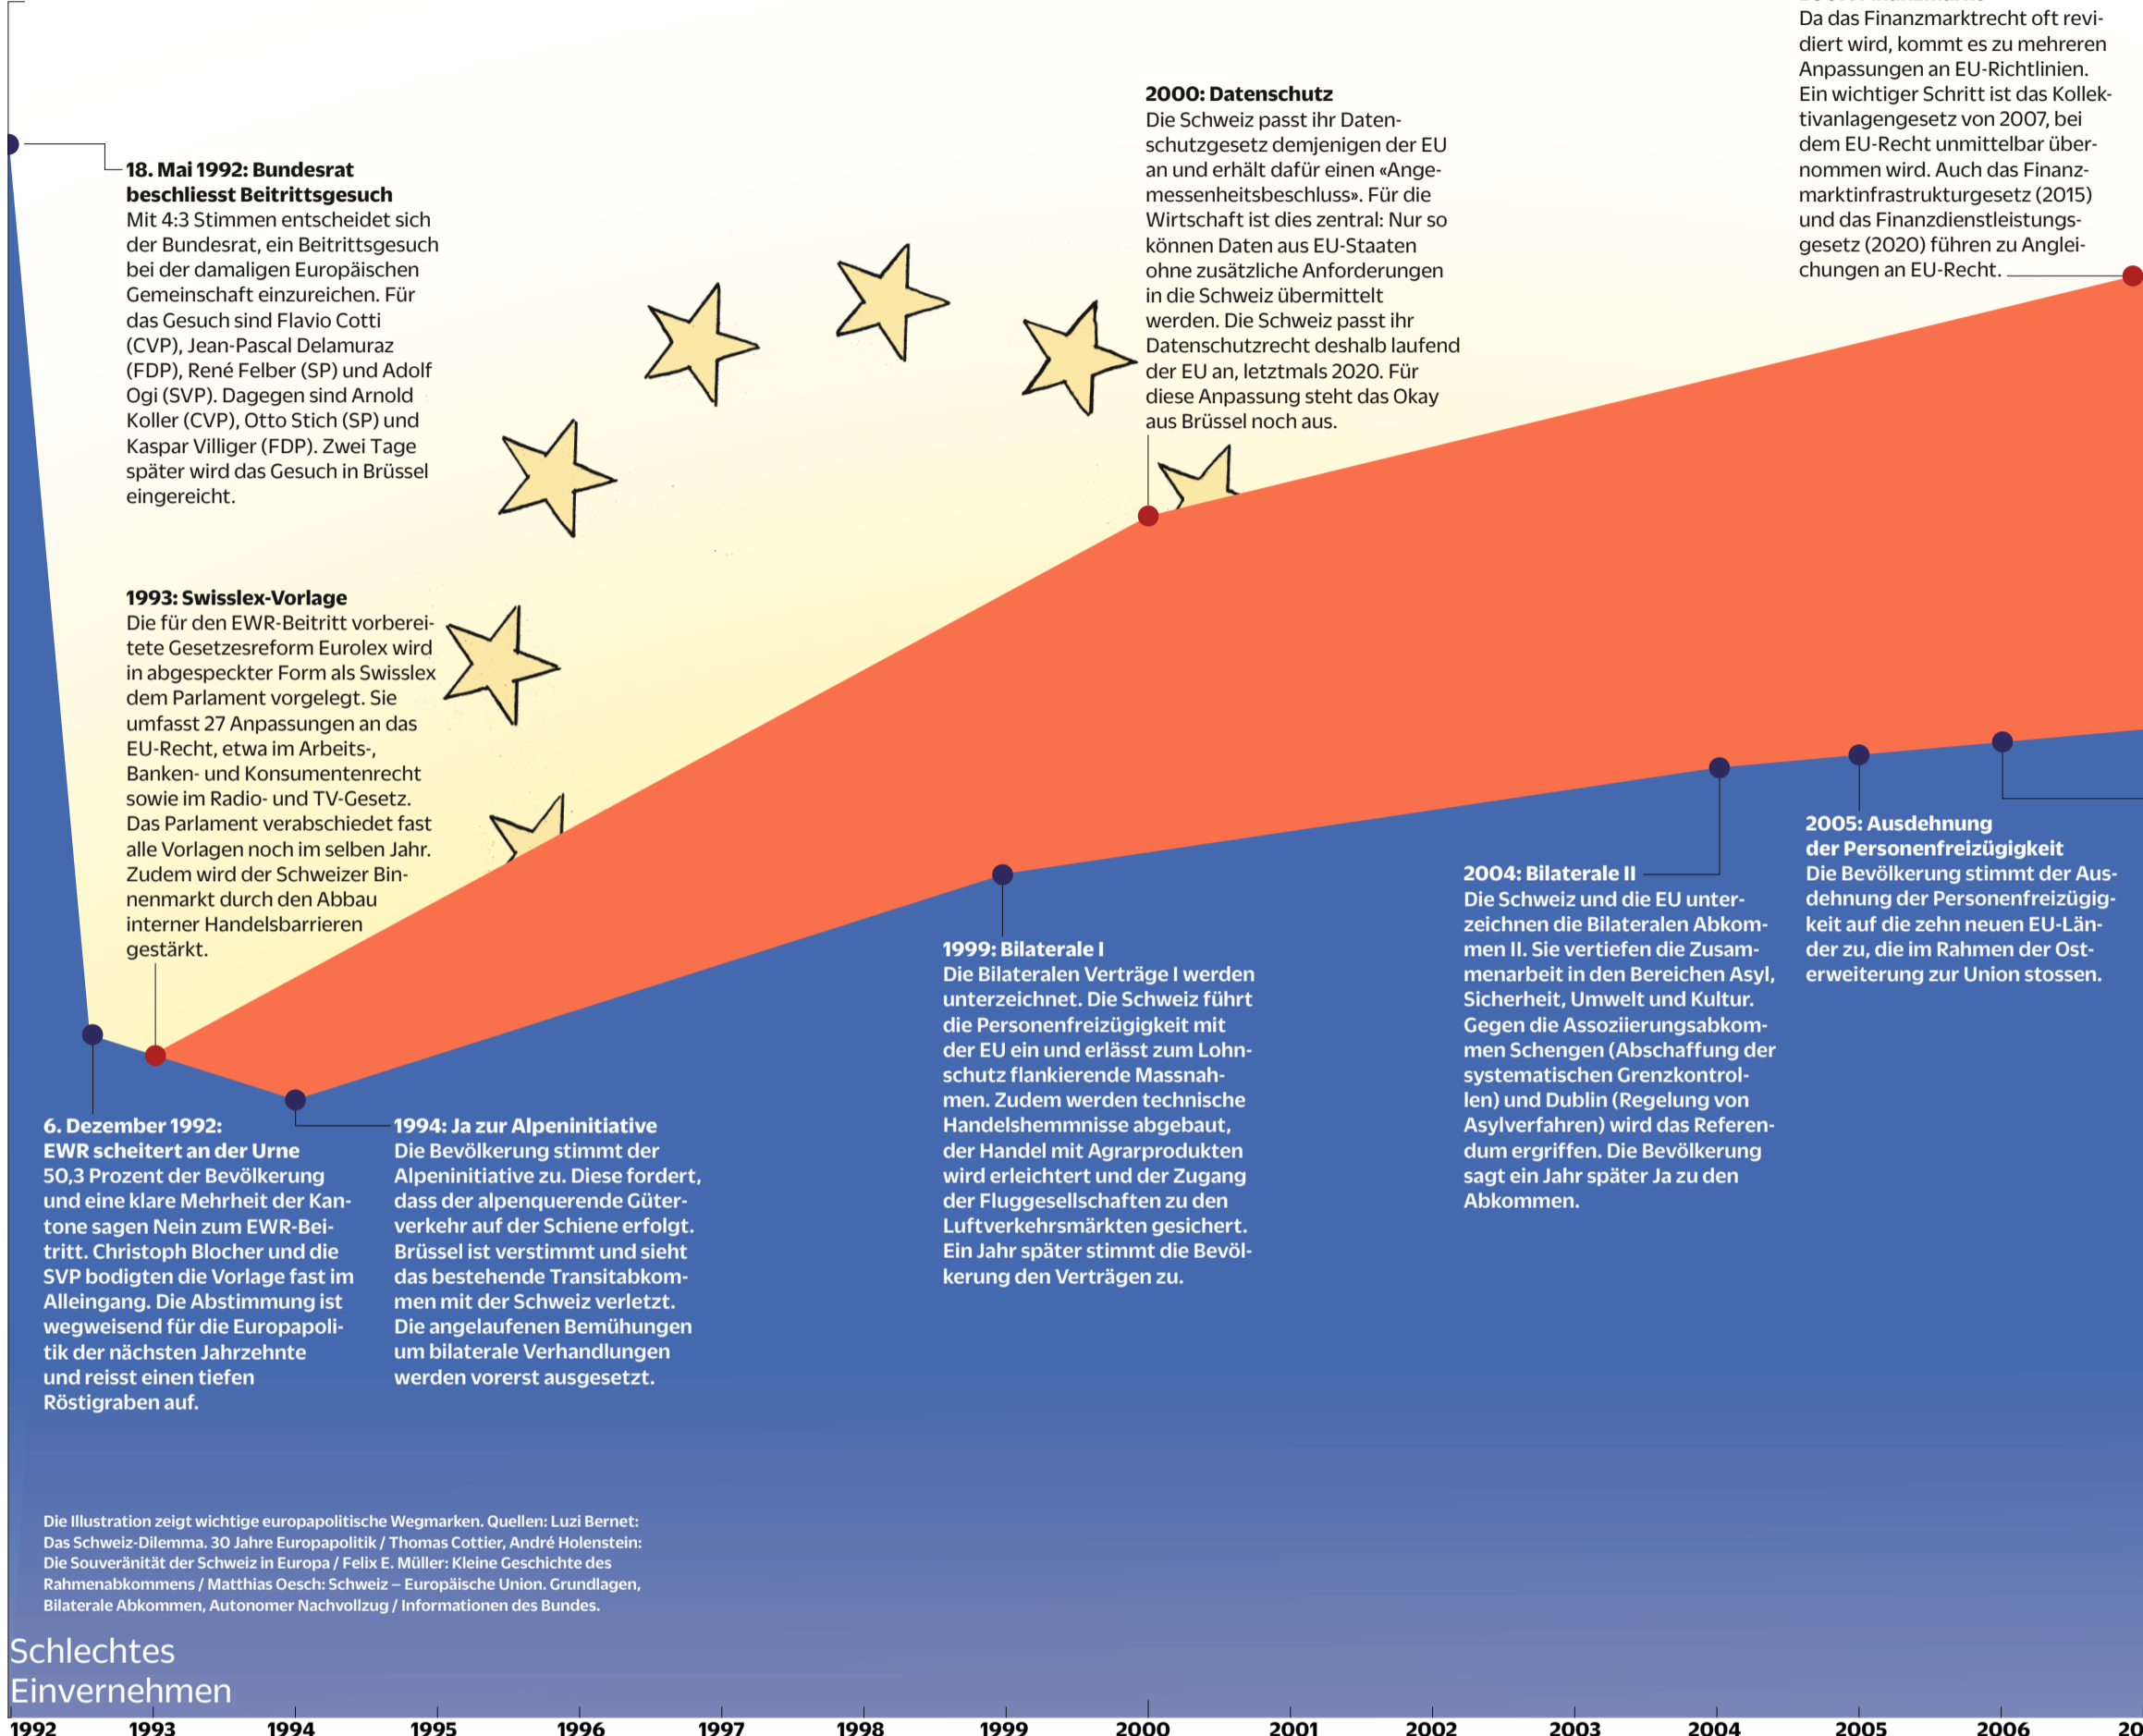 Da das Finanzmarktrecht oft revi-
diert wird, kommt es zu mehreren
Anpassungen an EU-Richtlinien.
Ein wichtiger Schritt ist das Kollek-
tivanlagengesetz von 2007, bei
dem EU-Recht unmittelbar über-
nommen wird. Auch das Finanz-
marktinfrastrukturgesetz (2015)
und das Finanzdienstleistungs-
gesetz (2020) führen zu Anglei-
chungen an EU-Recht.
2000: Datenschutz
Die Schweiz passt ihr Daten-
schutzgesetz demjenigen der EU
an und erhält dafür einen «Ange-
messenheitsbeschluss». Für die
Wirtschaft ist dies zentral: Nur so
können Daten aus EU-Staaten
ohne zusätzliche Anforderungen
in die Schweiz übermittelt
werden. Die Schweiz passt ihr
Datenschutzrecht deshalb laufend
der EU an, letztmals 2020. Für
diese Anpassung steht das Okay
aus Brüssel noch aus.
18. Mai 1992: Bundesrat
beschliesst Beitrittsgesuch
Mit 4:3 Stimmen entscheidet sich
der Bundesrat, ein Beitrittsgesuch
bei der damaligen Europäischen
Gemeinschaft einzureichen. Für
das Gesuch sind Flavio Cotti
(CVP), Jean-Pascal Delamuraz
(FDP), René Felber (SP) und Adolf
Ogi (SVP). Dagegen sind Arnold
Koller (CVP), Otto Stich (SP) und
Kaspar Villiger (FDP). Zwei Tage
später wird das Gesuch in Brüssel
eingereicht.
1993: Swisslex-Vorlage
Die für den EWR-Beitritt vorberei-
tete Gesetzesreform Eurolex wird
in abgespeckter Form als Swisslex
dem Parlament vorgelegt. Sie
umfasst 27 Anpassungen an das
EU-Recht, etwa im Arbeits-,
Banken- und Konsumentenrecht
sowie im Radio- und TV-Gesetz.
Das Parlament verabschiedet fast
alle Vorlagen noch im selben Jahr.
Zudem wird der Schweizer Bin-
nenmarkt durch den Abbau
interner Handelsbarrieren
gestärkt.
6. Dezember 1992:
EWR scheitert an der Urne
50,3 Prozent der Bevölkerung
und eine klare Mehrheit der Kan-
tone sagen Nein zum EWR-Bei-
tritt. Christoph Blocher und die
SVP bodigten die Vorlage fast im
Alleingang. Die Abstimmung ist
wegweisend für die Europapoli-
tik der nächsten Jahrzehnte
und reisst einen tiefen
Röstigraben auf.
1994: Ja zur Alpeninitiative
Die Bevölkerung stimmt der
Alpeninitiative zu. Diese fordert,
dass der alpenquerende Güter-
verkehr auf der Schiene erfolgt.
Brüssel ist verstimmt und sieht
das bestehende Transitabkom-
men mit der Schweiz verletzt.
Die angelaufenen Bemühungen
um bilaterale Verhandlungen
werden vorerst ausgesetzt.
1999: Bilaterale I
Die Bilateralen Verträge I werden
unterzeichnet. Die Schweiz führt
die Personenfreizügigkeit mit
der EU ein und erlässt zum Lohn-
schutz flankierende Massnah-
men. Zudem werden technische
Handelshemmnisse abgebaut,
der Handel mit Agrarprodukten
wird erleichtert und der Zugang
der Fluggesellschaften zu den
Luftverkehrsmärkten gesichert.
Ein Jahr später stimmt die Bevöl-
kerung den Verträgen zu.
2004: Bilaterale II
Die Schweiz und die EU unter-
zeichnen die Bilateralen Abkom-
men II. Sie vertiefen die Zusam-
menarbeit in den Bereichen Asyl,
Sicherheit, Umwelt und Kultur.
Gegen die Assoziierungsabkom-
men Schengen (Abschaffung der
systematischen Grenzkontrol-
len) und Dublin (Regelung von
Asylverfahren) wird das Referen-
dum ergriffen. Die Bevölkerung
sagt ein Jahr später Ja zu den
Abkommen.
2005: Ausdehnung
der Personenfreizügigkeit
Die Bevölkerung stimmt der Aus-
dehnung der Personenfreizügig-
keit auf die zehn neuen EU-Län-
der zu, die im Rahmen der Ost-
erweiterung zur Union stossen.
Die Illustration zeigt wichtige europapolitische Wegmarken. Quellen: Luzi Bernet:
Das Schweiz-Dilemma. 30 Jahre Europapolitik / Thomas Cottier, André Holenstein:
Die Souveränität der Schweiz in Europa / Felix E. Müller: Kleine Geschichte des
Rahmenabkommens / Matthias Oesch: Schweiz – Europäische Union. Grundlagen,
Bilaterale Abkommen, Autonomer Nachvollzug / Informationen des Bundes.
Schlechtes
Einvernehmen
1992 1993 1994 1995 1996 1997 1998 1999 2000 2001 2002 2003 2004 2005 2006 20